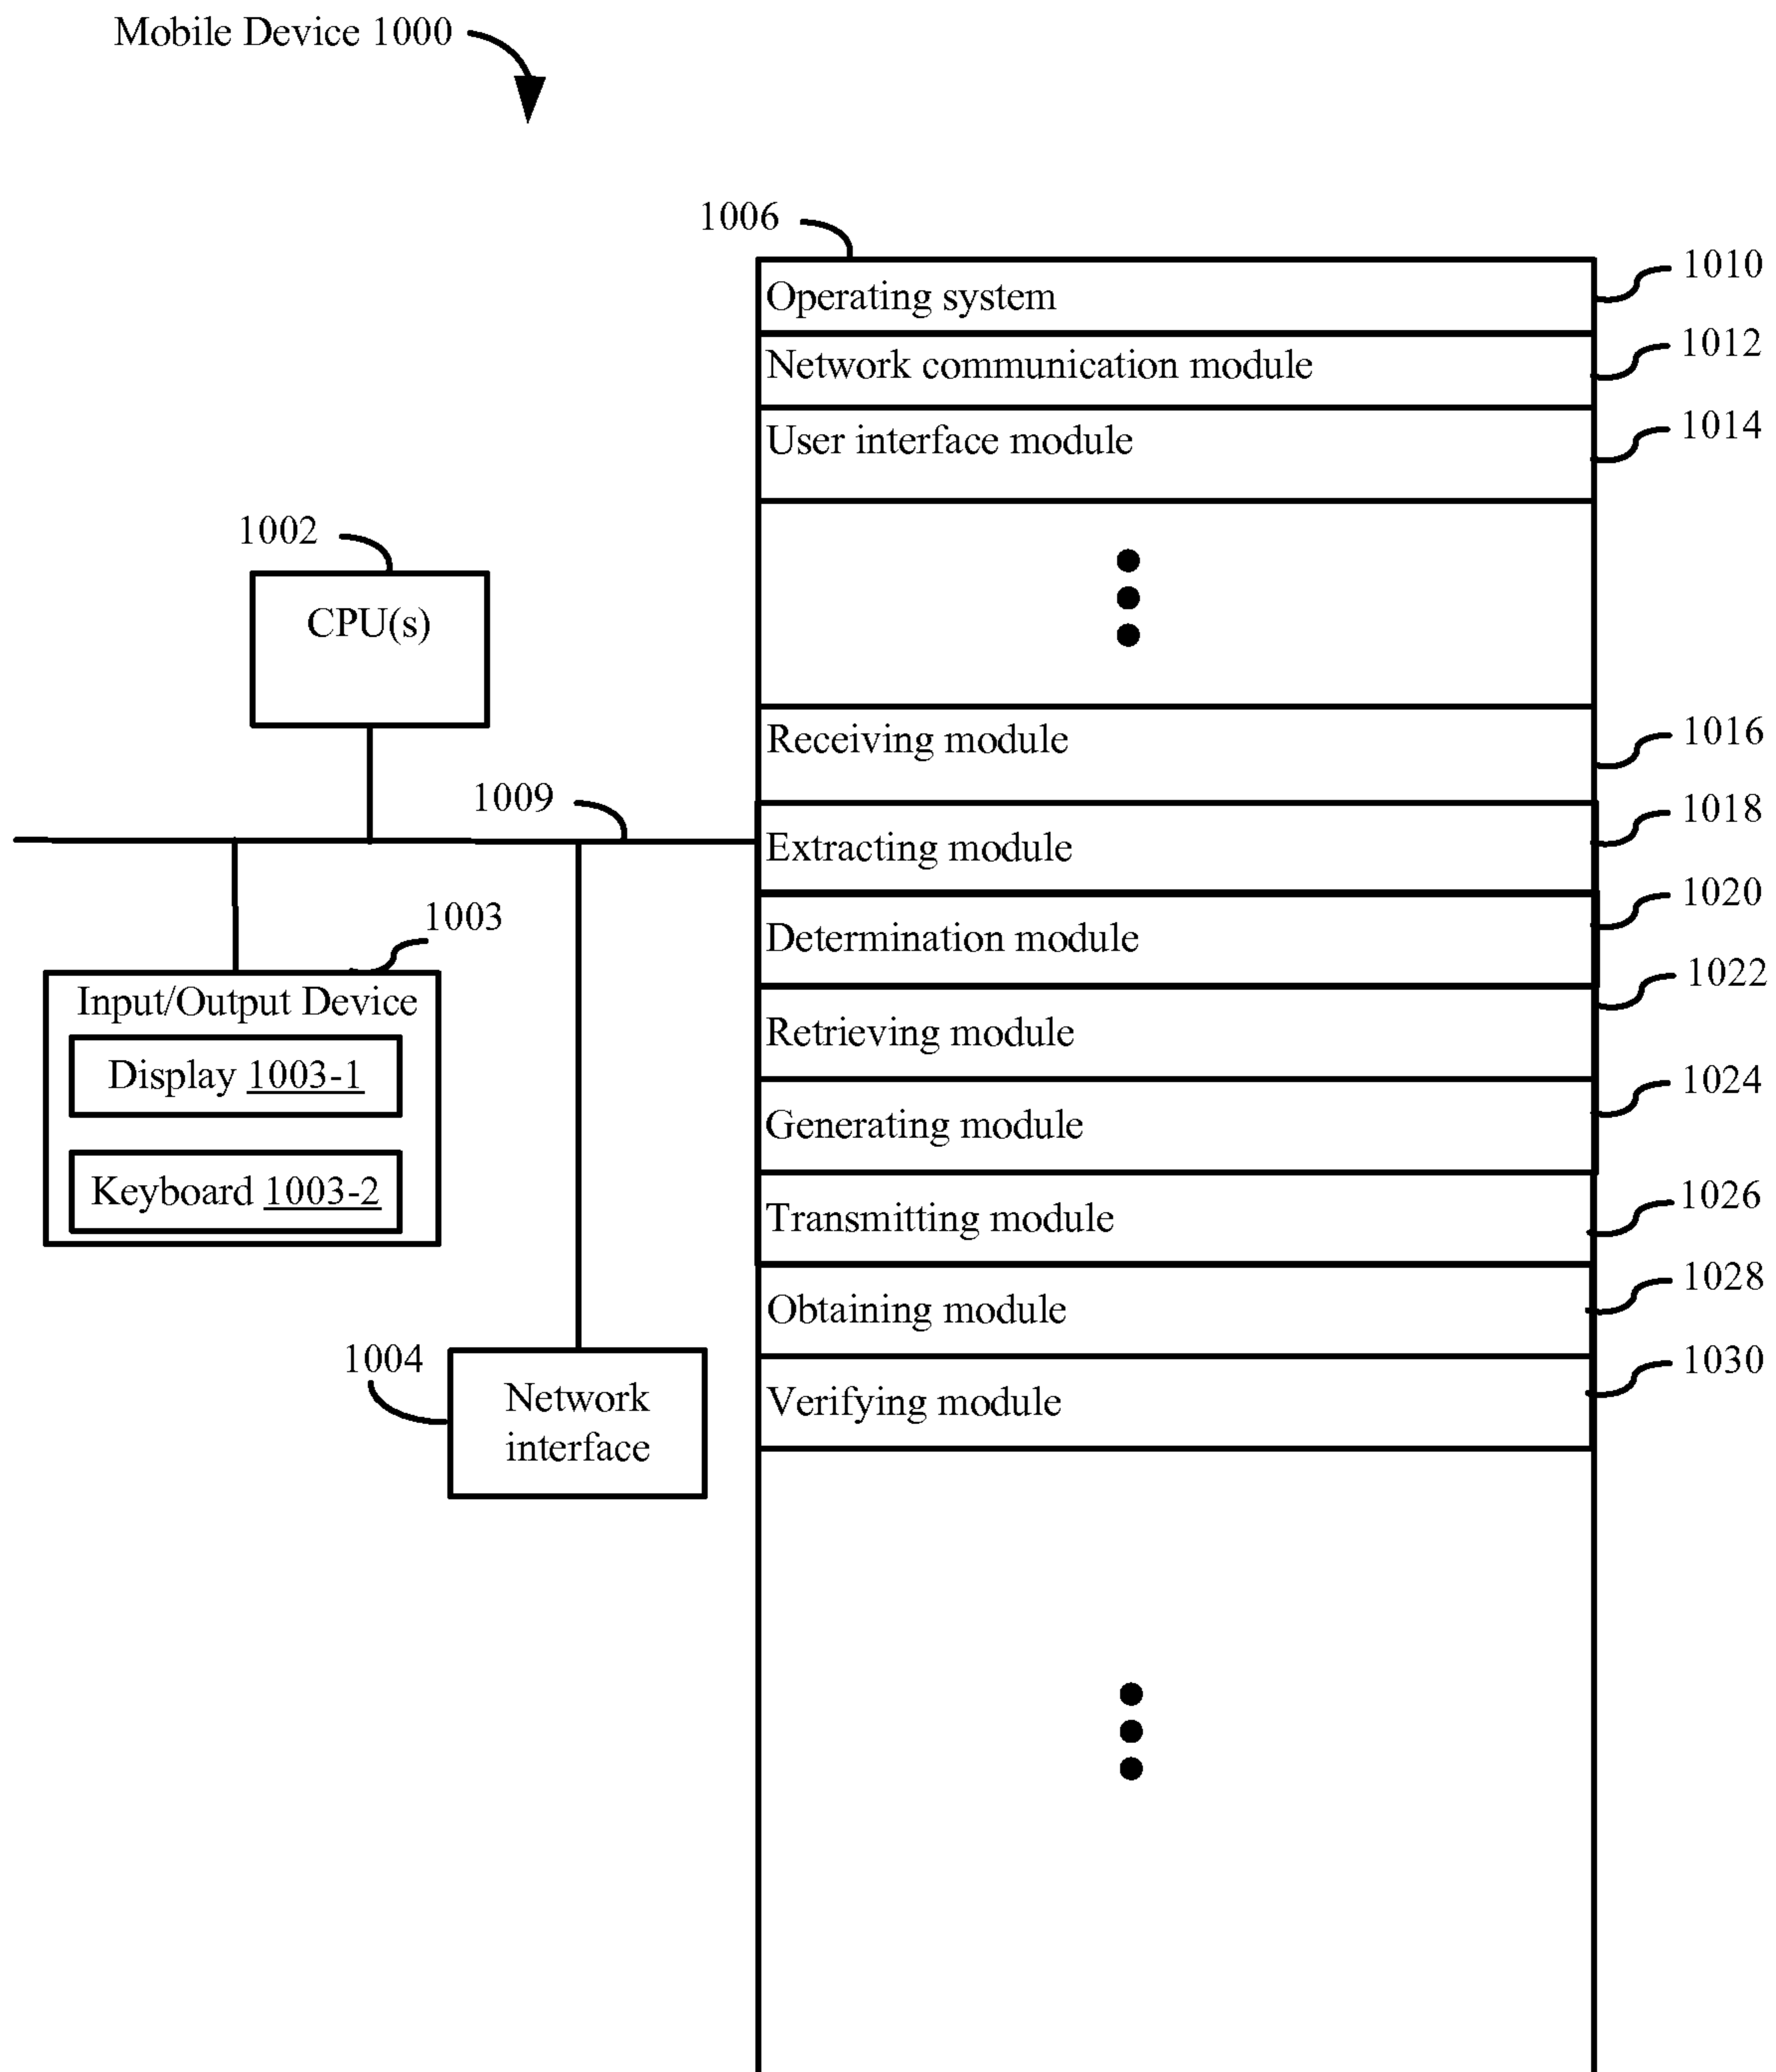 Mobile Device 1000
1006
Operating system
1010
Network communication module
1012
User interface module
1014
1002
CPU(s)
Receiving module
1016
1009
Extracting module
1018
Determination module
1020
1003
Input/Output Device
Display 1003-1
Keyboard 1003-2
Retrieving module
1022
Generating module
1024
Transmitting module
1026
Obtaining module
1028
1004
Network
interface
Verifying module
1030